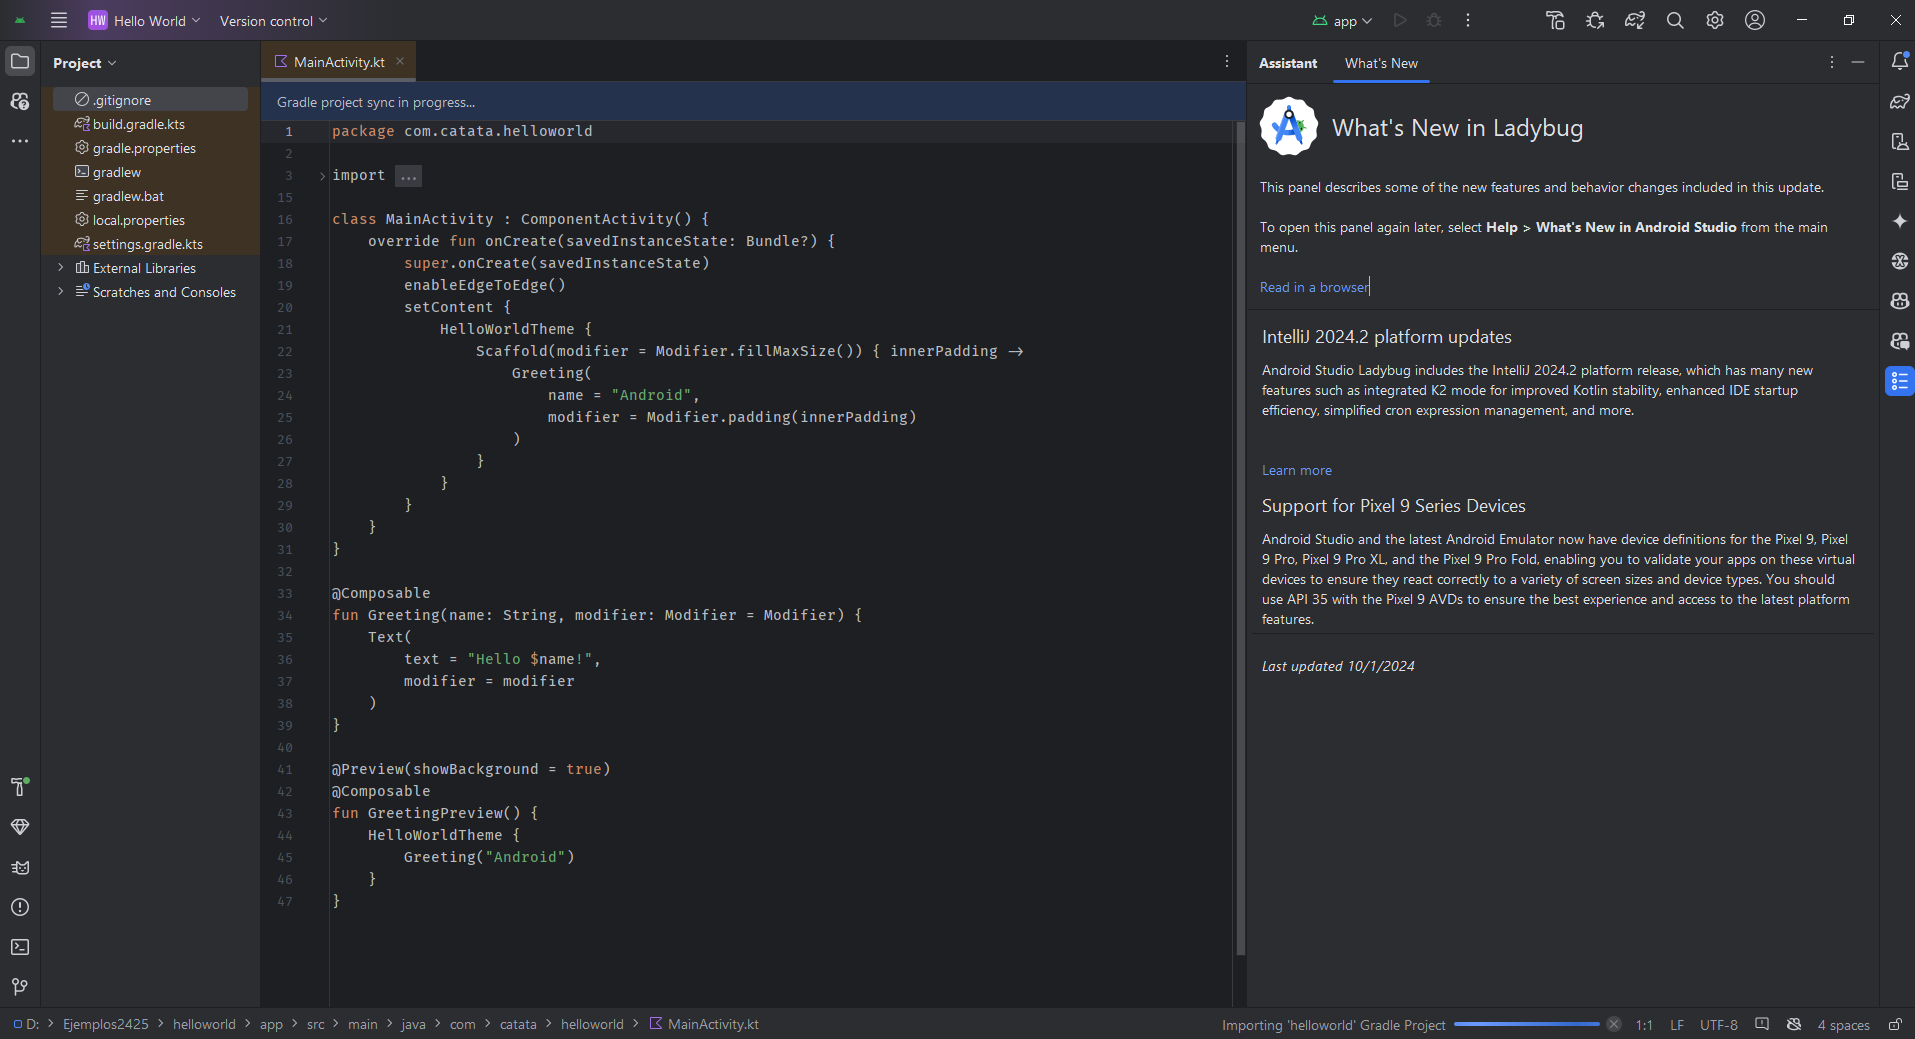 HW Hello World Version control
app
Project
MainActivity.kt
Assistant What's New
.gitignore
build.gradle.kts
gradle.properties
gradlew
gradlew.bat
local.properties
settings.gradle.kts
External Libraries
Scratches and Consoles
Gradle project sync in progress...
1 package com.catata.helloworld
2
3 import ...
15
16 class MainActivity : ComponentActivity() {
17 override fun onCreate(savedInstanceState: Bundle?) {
18 super.onCreate(savedInstanceState)
19 enableEdgeToEdge()
20 setContent {
21 HelloWorldTheme {
22 Scaffold(modifier = Modifier.fillMaxSize()) { innerPadding →
23 Greeting(
24 name = "Android",
25 modifier = Modifier.padding(innerPadding)
26 )
27 }
28 }
29 }
30 }
31 }
32
33 @Composable
34 fun Greeting(name: String, modifier: Modifier = Modifier) {
35 Text(
36 text = "Hello $name!",
37 modifier = modifier
38 )
39 }
40
41 @Preview(showBackground = true)
42 @Composable
43 fun GreetingPreview() {
44 HelloWorldTheme {
45 Greeting("Android")
46 }
47 }
What's New in Ladybug
This panel describes some of the new features and behavior changes included in this update.
To open this panel again later, select Help > What's New in Android Studio from the main
menu.
Read in a browser
IntelliJ 2024.2 platform updates
Android Studio Ladybug includes the IntelliJ 2024.2 platform release, which has many new
features such as integrated K2 mode for improved Kotlin stability, enhanced IDE startup
efficiency, simplified cron expression management, and more.
Learn more
Support for Pixel 9 Series Devices
Android Studio and the latest Android Emulator now have device definitions for the Pixel 9, Pixel
9 Pro, Pixel 9 Pro XL, and the Pixel 9 Pro Fold, enabling you to validate your apps on these virtual
devices to ensure they react correctly to a variety of screen sizes and device types. You should
use API 35 with the Pixel 9 AVDs to ensure the best experience and access to the latest platform
features.
Last updated 10/1/2024
D: > Ejemplos2425 > helloworld > app > src > main > java > com > catata > helloworld > MainActivity.kt
Importing 'helloworld' Gradle Project 1:1 LF UTF-8 4 spaces